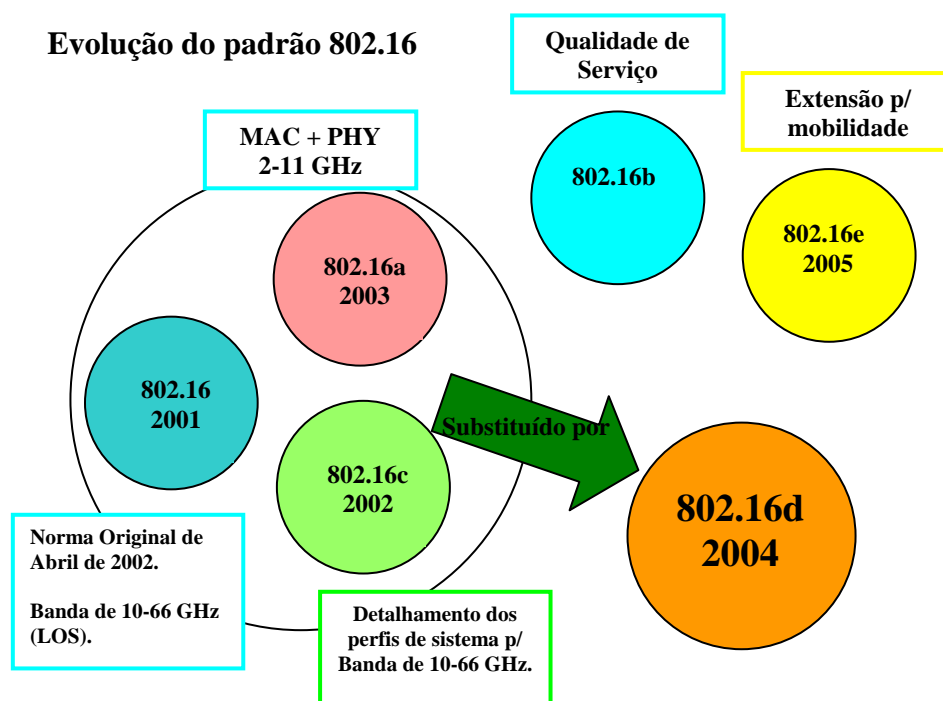 Evolução do padrão 802.16
Qualidade de
Serviço
Extensão p/
mobilidade
MAC + PHY
2-11 GHz
802.16b
802.16e
2005
802.16a
2003
802.16
2001
Substituído por
802.16c
2002
802.16d
2004
Norma Original de
Abril de 2002.
Banda de 10-66 GHz
(LOS).
Detalhamento dos
perfis de sistema p/
Banda de 10-66 GHz.